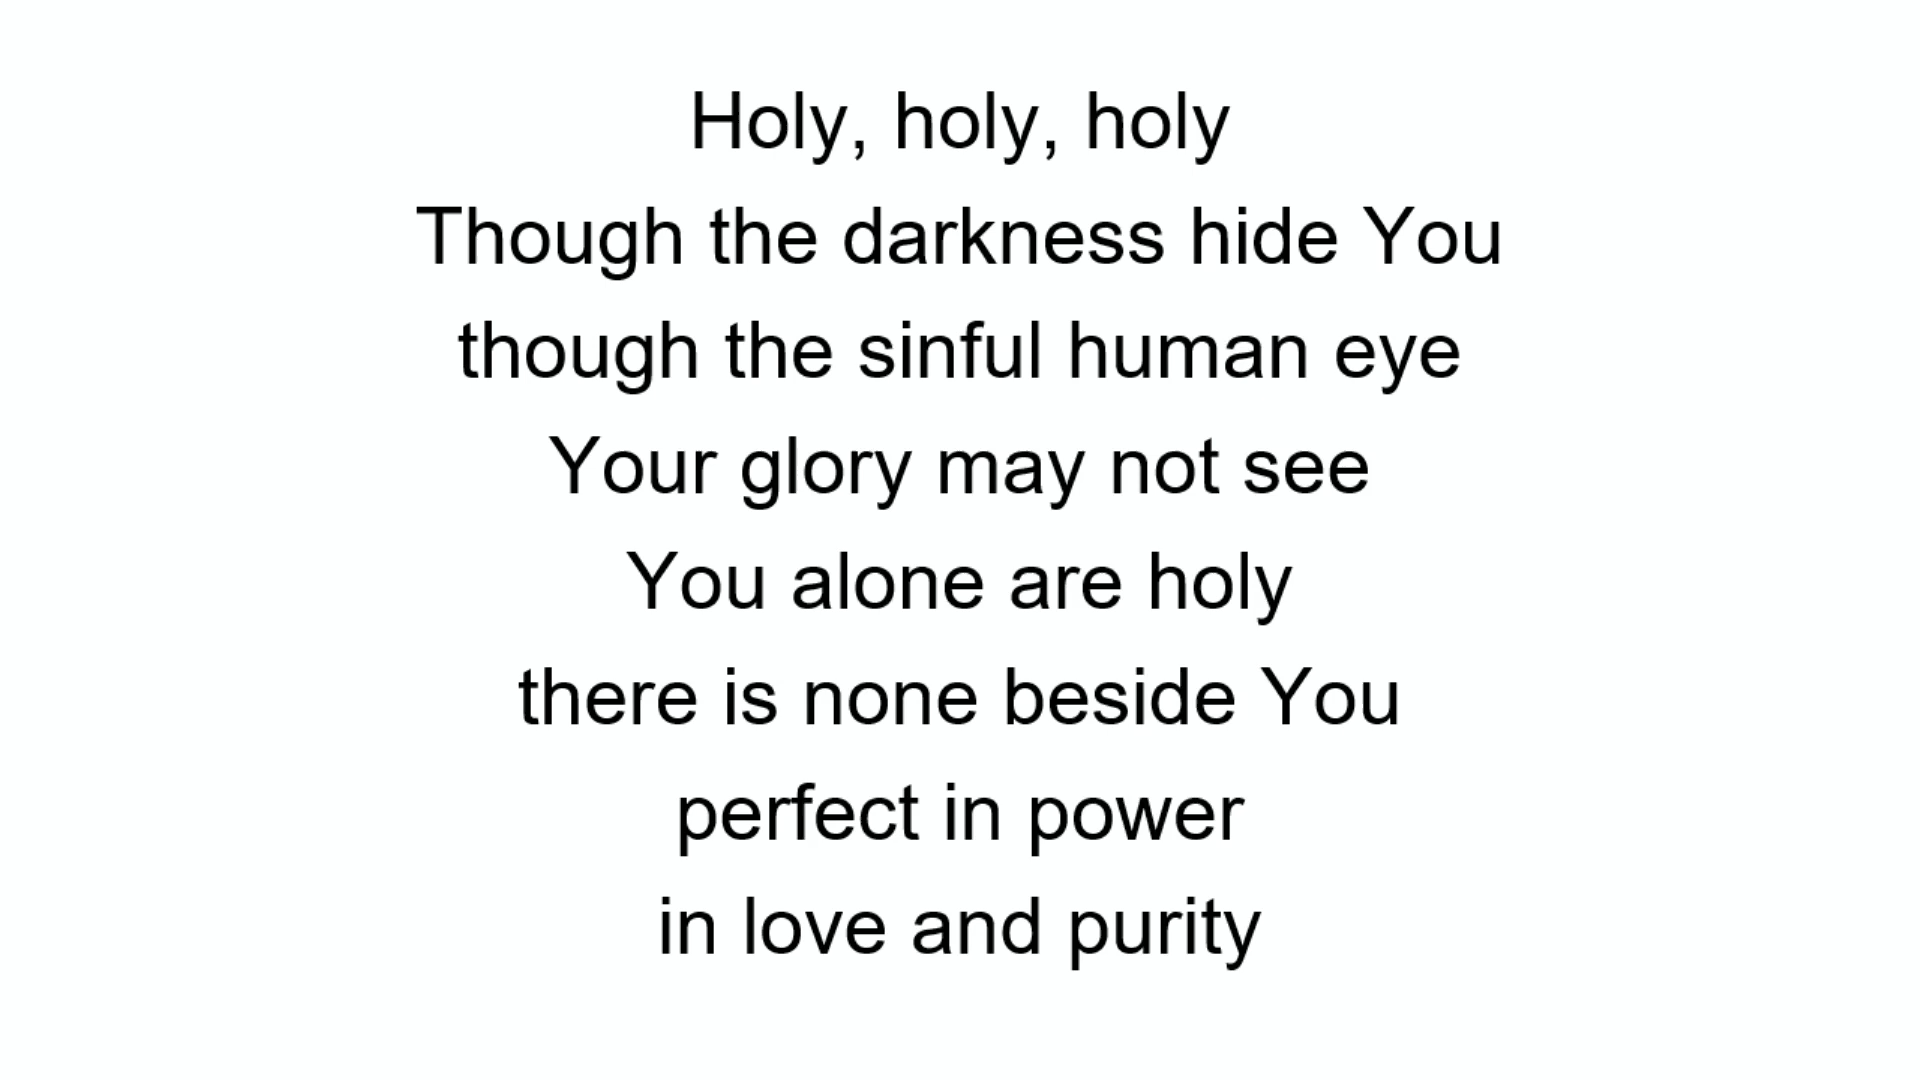 Holy, holy, holy
Though the darkness hide You
though the sinful human eye
Your glory may not see
You alone are holy
there is none beside You
perfect in power
in love and purity